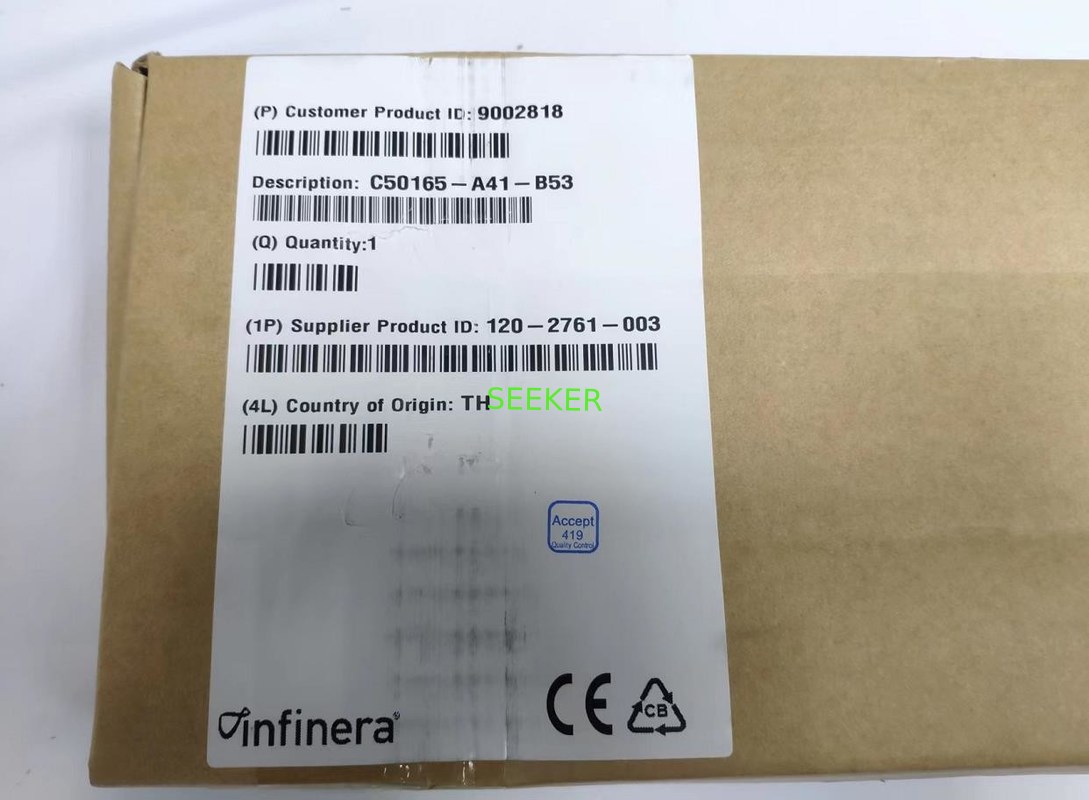 (P) Customer Product ID: 9002818
Description: C50165-A41-B53
(Q) Quantity:1
(1P) Supplier Product ID: 120-2761-003
(4L) Country of Origin: TH
SEEKER
Accept
419
Quality Control
infinera
CE
CB